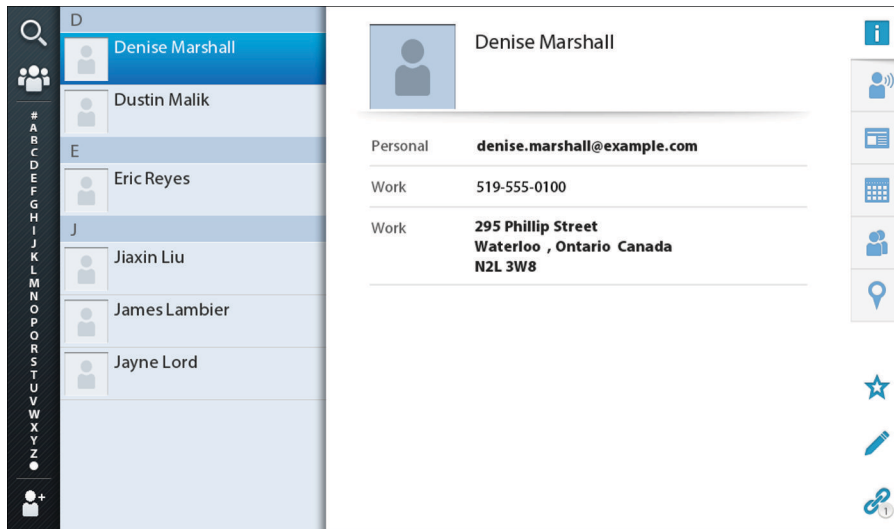 #
A
B
C
D
E
F
G
H
I
J
K
L
M
N
O
P
Q
R
S
T
U
V
W
X
Y
Z
D
Denise Marshall
Dustin Malik
E
Eric Reyes
J
Jiaxin Liu
James Lambier
Jayne Lord
Denise Marshall
Personal denise.marshall@example.com
Work 519-555-0100
Work 295 Phillip Street
Waterloo , Ontario Canada
N2L 3W8
i
1